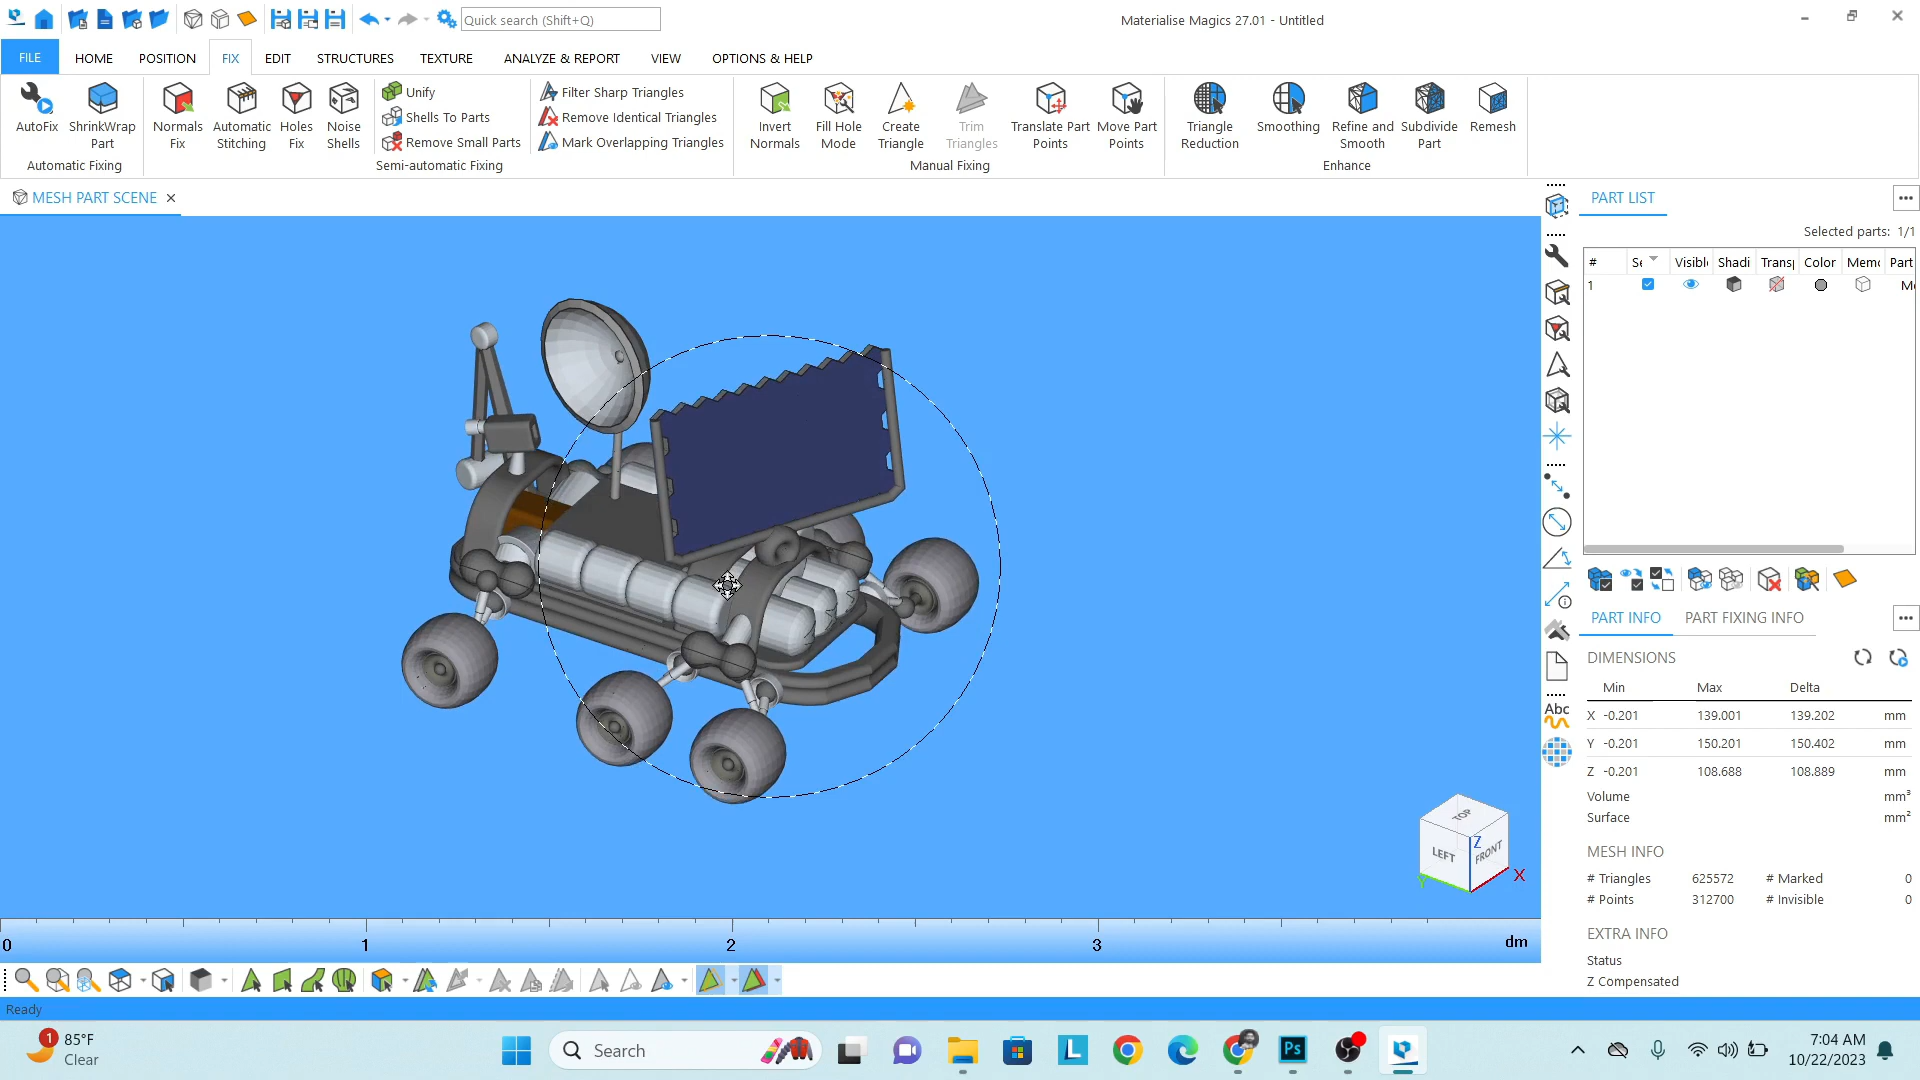 Quick search (Shift+Q)
Materialise Magics 27.01 - Untitled
FILE HOME POSITION FIX EDIT STRUCTURES TEXTURE ANALYZE & REPORT VIEW OPTIONS & HELP
AutoFix
ShrinkWrap Part
Normals Fix
Automatic Stitching
Holes Fix
Noise Shells
Unify
Shells To Parts
Remove Small Parts
Filter Sharp Triangles
Remove Identical Triangles
Mark Overlapping Triangles
Invert Normals
Fill Hole Mode
Create Triangle
Trim Triangles
Translate Part Points
Move Part Points
Triangle Reduction
Smoothing
Refine and Smooth
Subdivide Part
Remesh
Automatic Fixing
Semi-automatic Fixing
Manual Fixing
Enhance
MESH PART SCENE
PART LIST
Selected parts: 1/1
# Se Visibl Shadi Transp Color Memo Part
1 Mo
Abc
PART INFO PART FIXING INFO
DIMENSIONS
Min Max Delta
X -0.201 139.001 139.202 mm
Y -0.201 150.201 150.402 mm
Z -0.201 108.688 108.889 mm
Volume mm³
Surface mm²
MESH INFO
# Triangles 625572 # Marked 0
# Points 312700 # Invisible 0
EXTRA INFO
Status
Z Compensated
TOP
LEFT
FRONT
Z
X
Y
0 1 2 3 dm
Ready
1
85°F
Clear
Search
L
Ps
7:04 AM
10/22/2023